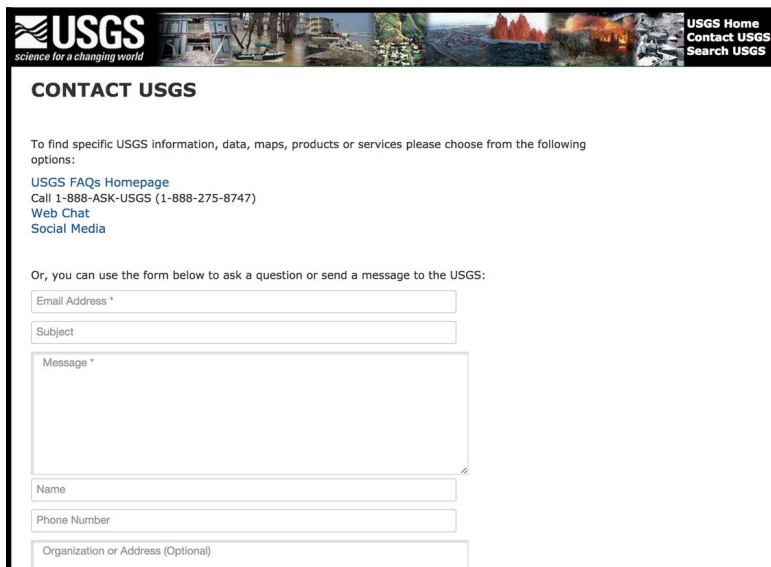 USGS
science for a changing world
USGS Home
Contact USGS
Search USGS
CONTACT USGS
To find specific USGS information, data, maps, products or services please choose from the following
options:
USGS FAQs Homepage
Call 1-888-ASK-USGS (1-888-275-8747)
Web Chat
Social Media
Or, you can use the form below to ask a question or send a message to the USGS:
Email Address *
Subject
Message *
Name
Phone Number
Organization or Address (Optional)